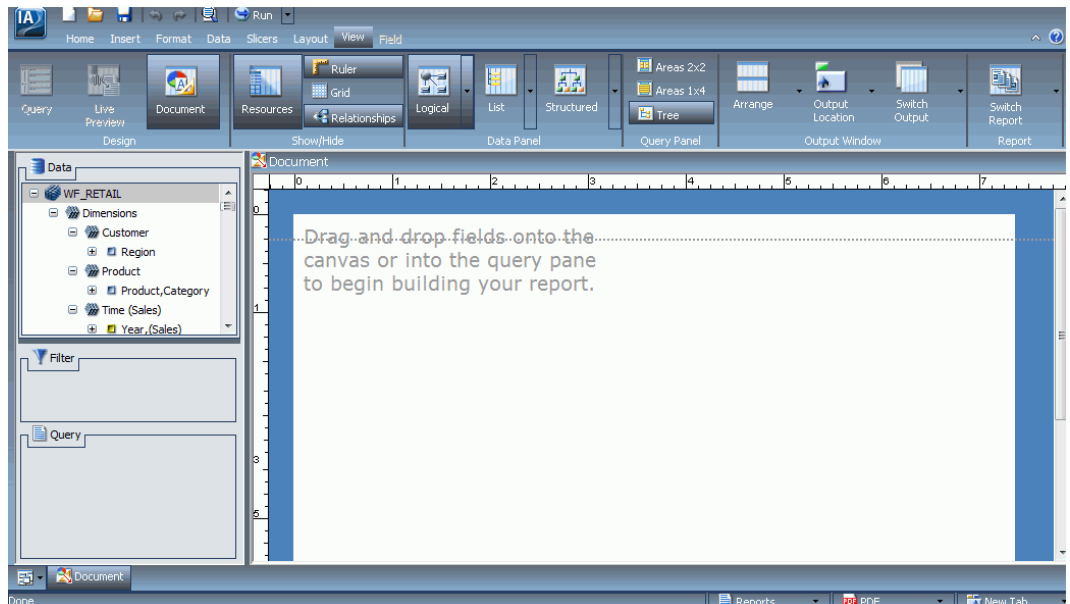 IA
Run
Home Insert Format Data Slicers Layout View Field
Query
Live Preview
Document
Design
Resources
Ruler
Grid
Relationships
Show/Hide
Logical
List
Structured
Data Panel
Areas 2x2
Areas 1x4
Tree
Query Panel
Arrange
Output Location
Switch Output
Output Window
Switch Report
Report
Data
WF_RETAIL
Dimensions
Customer
Region
Product
Product,Category
Time (Sales)
Year,(Sales)
Filter
Query
Document
0 1 2 3 4 5 6 7
0
1
3
5
Drag and drop fields onto the
canvas or into the query pane
to begin building your report.
Document
Done
Reports
PDF PDF
New Tab